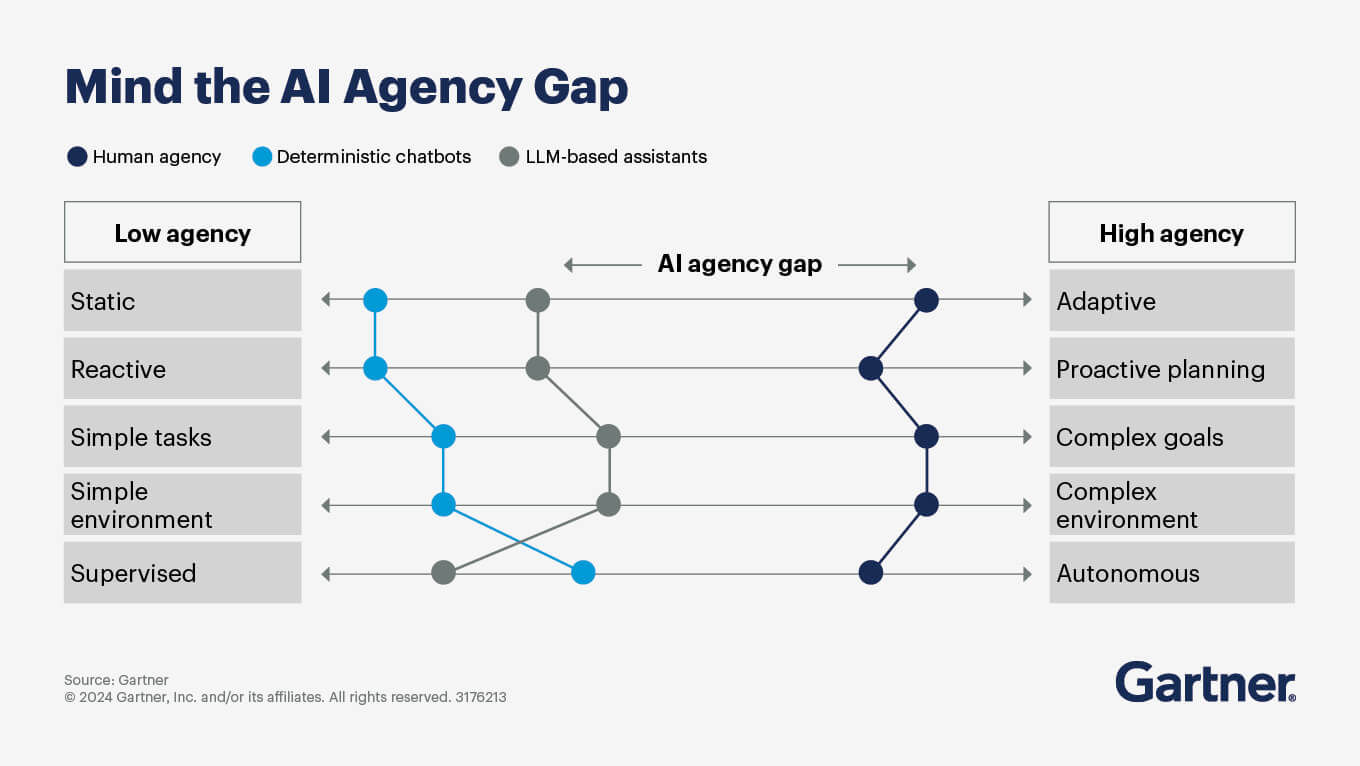 Mind the AI Agency Gap
Human agency
Deterministic chatbots
LLM-based assistants
Low agency
High agency
AI agency gap
Static
Adaptive
Reactive
Proactive planning
Simple tasks
Complex goals
Simple
environment
Complex
environment
Supervised
Autonomous
Source: Gartner
© 2024 Gartner, Inc. and/or its affiliates. All rights reserved. 3176213
Gartner®